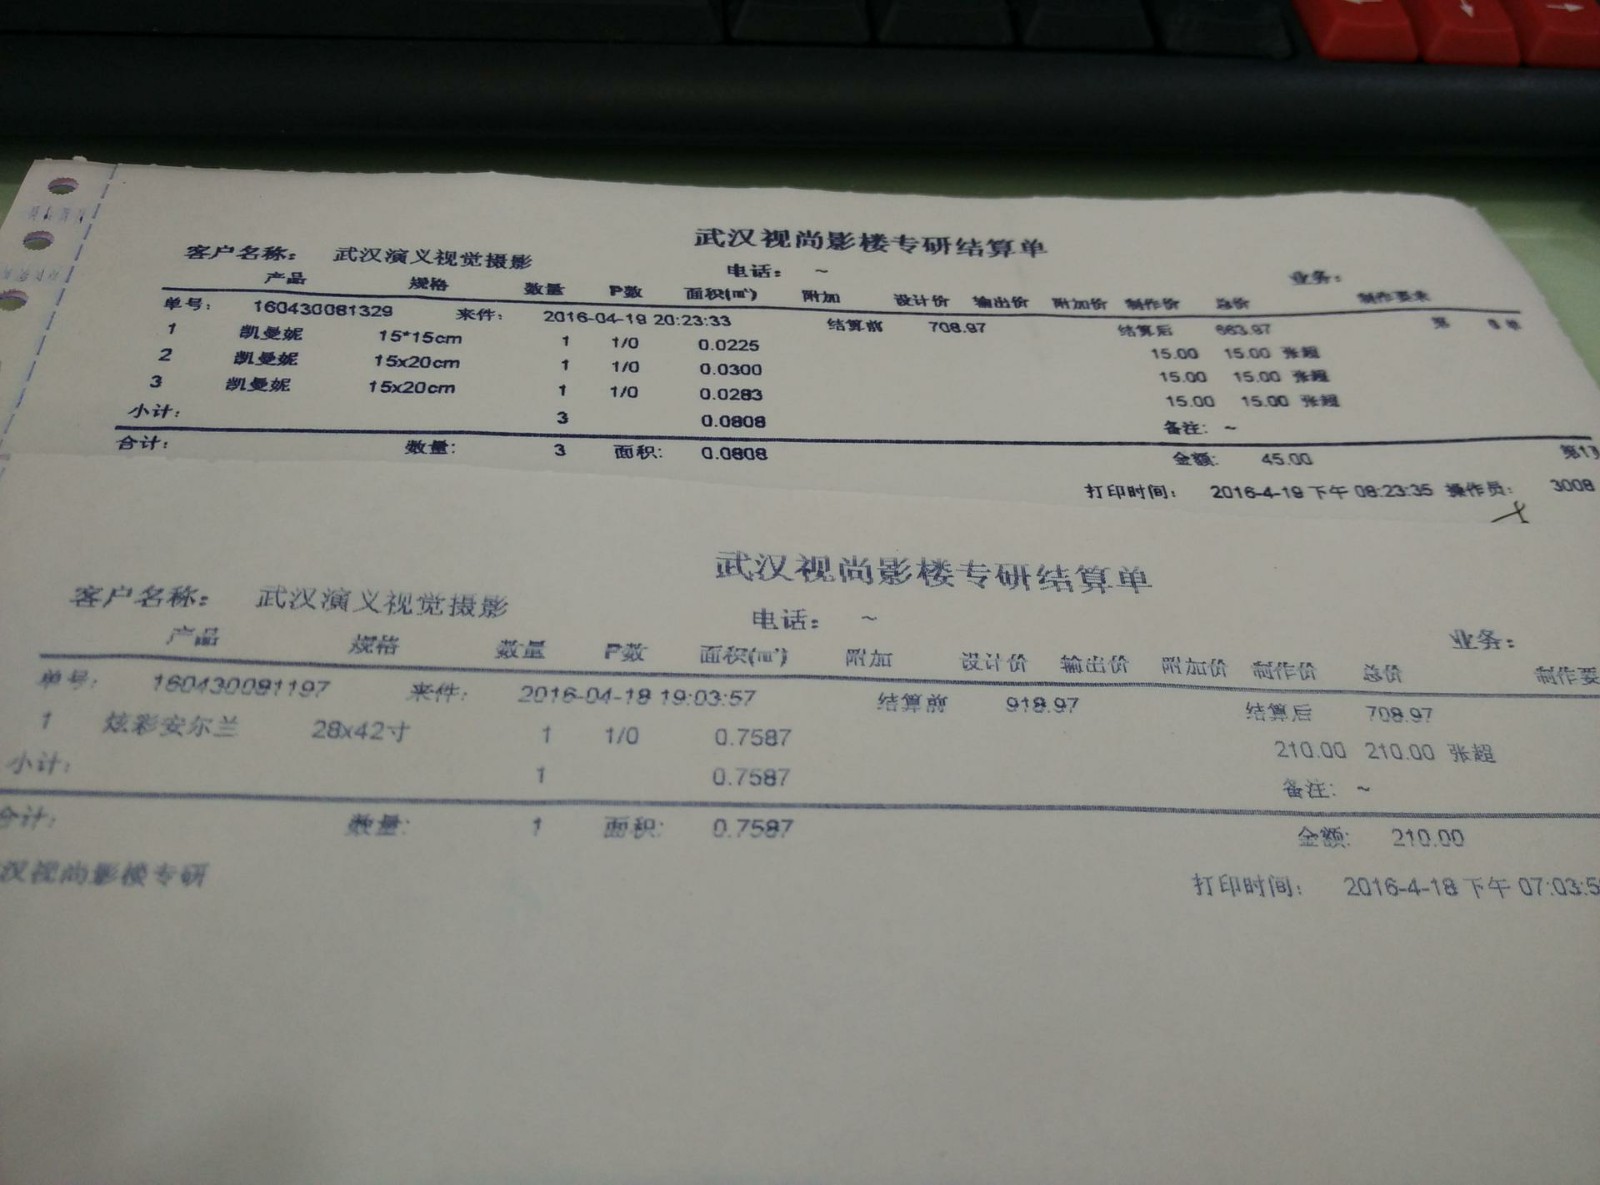 武汉视尚影楼专研结算单
客户名称： 武汉演义视觉摄影 电话： ~ 业务：
产品 规格 数量 P数 面积(㎡) 附加 设计价 输出价 附加价 制作价 总价 制作要求
单号： 160430081329 来件： 2016-04-19 20:23:33 结算前 708.97 结算后 663.97
1 凯曼妮 15*15cm 1 1/0 0.0225 15.00 15.00 张超
2 凯曼妮 15x20cm 1 1/0 0.0300 15.00 15.00 张超
3 凯曼妮 15x20cm 1 1/0 0.0283 15.00 15.00 张超
小计： 3 0.0808 备注: ~
合计： 数量: 3 面积: 0.0808 金额: 45.00
打印时间： 2016-4-19 下午 08:23:35 操作员: 3008
武汉视尚影楼专研结算单
客户名称： 武汉演义视觉摄影 电话： ~ 业务：
产品 规格 数量 P数 面积(㎡) 附加 设计价 输出价 附加价 制作价 总价 制作要
单号： 160430081197 来件： 2016-04-18 19:03:57 结算前 918.97 结算后 708.97
1 炫彩安尔兰 28x42寸 1 1/0 0.7587 210.00 210.00 张超
小计： 1 0.7587 备注: ~
合计： 数量: 1 面积: 0.7587 金额: 210.00
汉视尚影楼专研 打印时间： 2016-4-18 下午 07:03:5